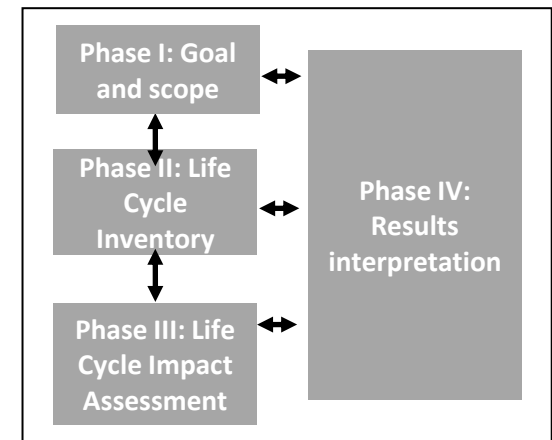 Phase I: Goal
and scope
Phase II: Life
Cycle
Inventory
Phase III: Life
Cycle Impact
Assessment
Phase IV:
Results
interpretation